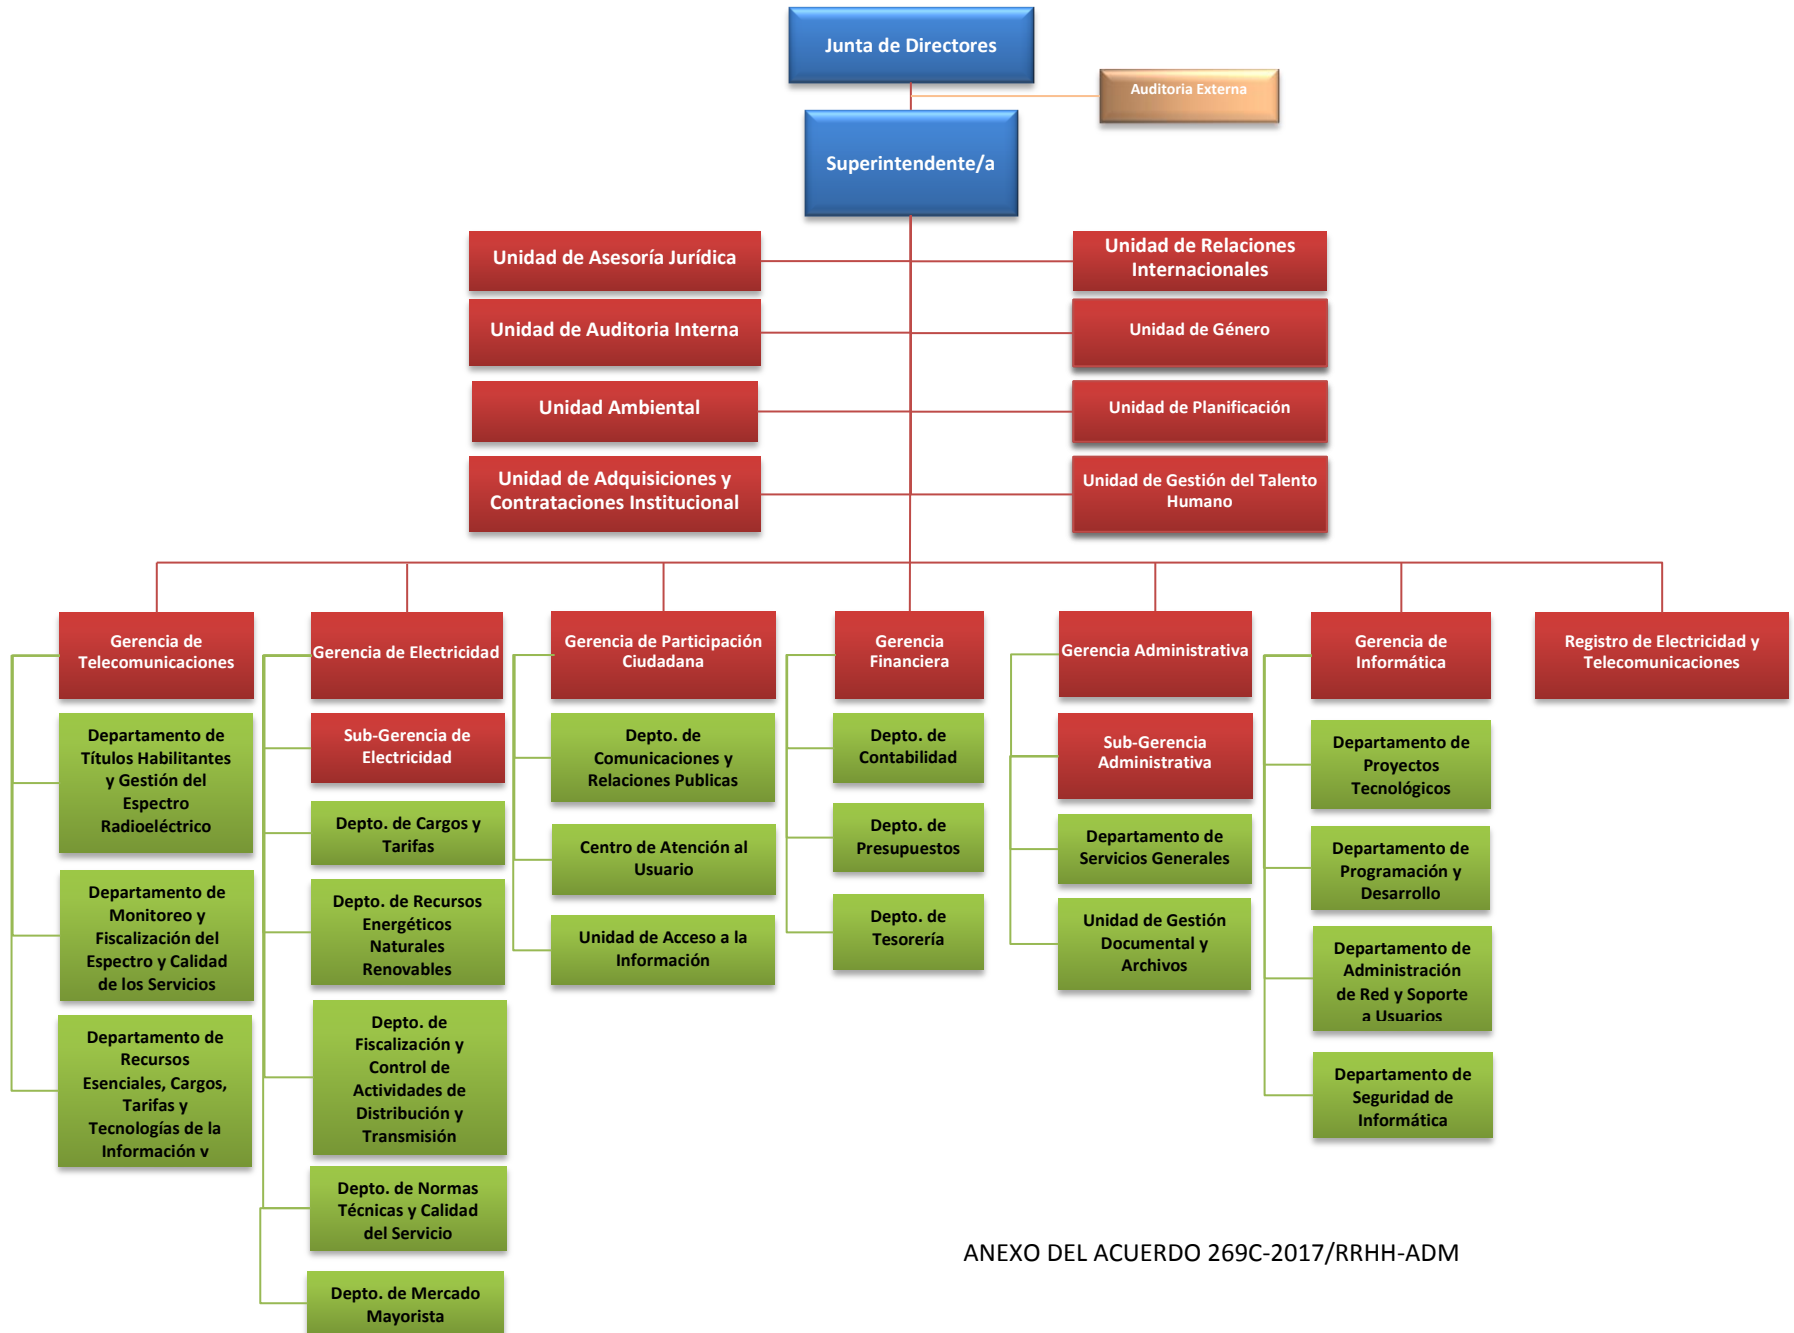 Junta de Directores
Auditoria Externa
Superintendente/a
Unidad de Asesoría Jurídica
Unidad de Relaciones
Internacionales
Unidad de Auditoria Interna
Unidad de Género
Unidad Ambiental
Unidad de Planificación
Unidad de Adquisiciones y
Contrataciones Institucional
Unidad de Gestión del Talento
Humano
Gerencia de
Telecomunicaciones
Gerencia de Electricidad
Gerencia de Participación
Ciudadana
Gerencia
Financiera
Gerencia Administrativa
Gerencia de
Informática
Registro de Electricidad y
Telecomunicaciones
Departamento de
Títulos Habilitantes
y Gestión del
Espectro
Radioeléctrico
Departamento de
Monitoreo y
Fiscalización del
Espectro y Calidad
de los Servicios
Departamento de
Recursos
Esenciales, Cargos,
Tarifas y
Tecnologías de la
Información y
Sub-Gerencia de
Electricidad
Depto. de Cargos y
Tarifas
Depto. de Recursos
Energéticos
Naturales
Renovables
Depto. de
Fiscalización y
Control de
Actividades de
Distribución y
Transmisión
Depto. de Normas
Técnicas y Calidad
del Servicio
Depto. de Mercado
Mayorista
Depto. de
Comunicaciones y
Relaciones Publicas
Centro de Atención al
Usuario
Unidad de Acceso a la
Información
Depto. de
Contabilidad
Depto. de
Presupuestos
Depto. de
Tesorería
Sub-Gerencia
Administrativa
Departamento de
Servicios Generales
Unidad de Gestión
Documental y
Archivos
Departamento de
Proyectos
Tecnológicos
Departamento de
Programación y
Desarrollo
Departamento de
Administración
de Red y Soporte
a Usuarios
Departamento de
Seguridad de
Informática
ANEXO DEL ACUERDO 269C-2017/RRHH-ADM